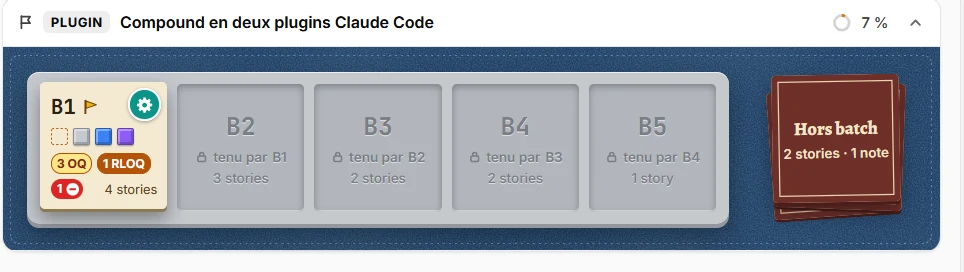 PLUGIN Compound en deux plugins Claude Code 7 %
B1
3 OQ 1 RLOQ
1 4 stories
B2
tenu par B1
3 stories
B3
tenu par B2
2 stories
B4
tenu par B3
2 stories
B5
tenu par B4
1 story
Hors batch
2 stories · 1 note